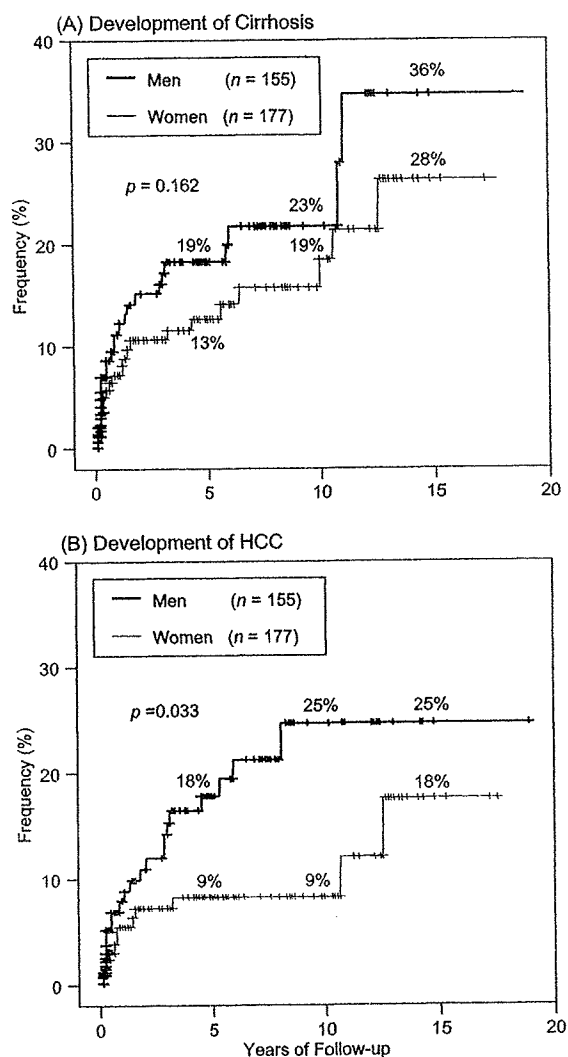 (A) Development of Cirrhosis
40
30
20
10
0
Frequency (%)
Men (n = 155)
Women (n = 177)
p = 0.162
19%
23%
36%
13%
19%
28%
0 5 10 15 20
(B) Development of HCC
40
30
20
10
0
Frequency (%)
Men (n = 155)
Women (n = 177)
p =0.033
18%
25%
25%
9%
9%
18%
0 5 10 15 20
Years of Follow-up